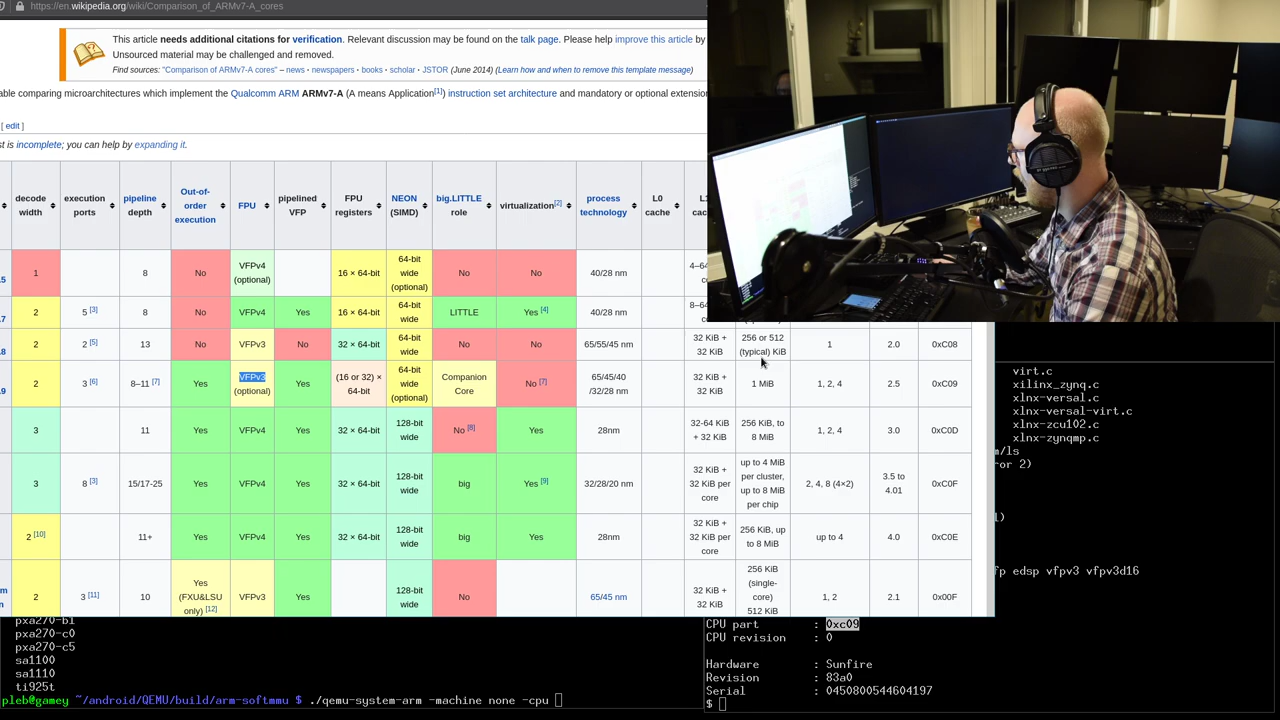 https://en.wikipedia.org/wiki/Comparison_of_ARMv7-A_cores
This article needs additional citations for verification. Relevant discussion may be found on the talk page. Please help improve this article by
Unsourced material may be challenged and removed.
Find sources: "Comparison of ARMv7-A cores" – news · newspapers · books · scholar · JSTOR (June 2014) (Learn how and when to remove this template message)
able comparing microarchitectures which implement the Qualcomm ARM ARMv7-A (A means Application[1]) instruction set architecture and mandatory or optional
[ edit ]
st is incomplete; you can help by expanding it.
decode width execution ports pipeline depth Out-of-order execution FPU pipelined VFP FPU registers NEON (SIMD) big.LITTLE role virtualization[2] process technology L0 cache L1
5 1 8 No VFPv4 (optional) 16 × 64-bit 64-bit wide (optional) No No 40/28 nm
7 2 5 [3] 8 No VFPv4 Yes 16 × 64-bit 64-bit wide LITTLE Yes [4] 40/28 nm
8 2 2 [5] 13 No VFPv3 No 32 × 64-bit 64-bit wide No No 65/55/45 nm 32 KiB + 32 KiB 256 or 512 (typical) KiB 1 2.0 0xC08
9 2 3 [6] 8–11 [7] Yes VFPv3 (optional) Yes (16 or 32) × 64-bit 64-bit wide (optional) Companion Core No [7] 65/45/40 /32/28 nm 32 KiB + 32 KiB 1 MiB 1, 2, 4 2.5 0xC09
3 11 Yes VFPv4 Yes 32 × 64-bit 128-bit wide No [8] Yes 28nm 32-64 KiB + 32 KiB 256 KiB, to 8 MiB 1, 2, 4 3.0 0xC0D
3 8 [3] 15/17-25 Yes VFPv4 Yes 32 × 64-bit 128-bit wide big Yes [9] 32/28/20 nm 32 KiB + 32 KiB per core up to 4 MiB per cluster, up to 8 MiB per chip 2, 4, 8 (4×2) 3.5 to 4.01 0xC0F
2 [10] 11+ Yes VFPv4 Yes 32 × 64-bit 128-bit wide big Yes 28nm 32 KiB + 32 KiB per core 256 KiB, up to 8 MiB up to 4 4.0 0xC0E
2 3 [11] 10 Yes (FXU&LSU only) [12] VFPv3 Yes 128-bit wide No 65/45 nm 32 KiB + 32 KiB 256 KiB (single-core) 512 KiB 1, 2 2.1 0x00F
virt.c
xilinx_zynq.c
xlnx-versal.c
xlnx-versal-virt.c
xlnx-zcu102.c
xlnx-zynqmp.c
m/ls
or 2)
l)
fp edsp vfpv3 vfpv3d16
CPU part : 0xc09
CPU revision : 0
Hardware : Sunfire
Revision : 83a0
Serial : 0450800544604197
$
pxa270-b1
pxa270-c0
pxa270-c5
sa1100
sa1110
ti925t
pleb@gamey ~/android/QEMU/build/arm-softmmu $ ./qemu-system-arm -machine none -cpu